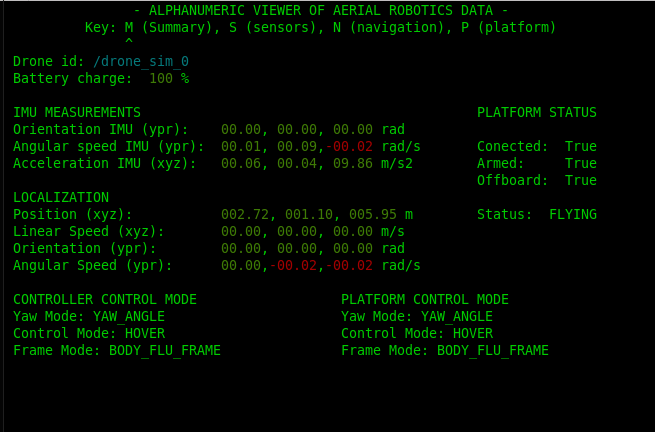 - ALPHANUMERIC VIEWER OF AERIAL ROBOTICS DATA -
Key: M (Summary), S (sensors), N (navigation), P (platform)
^
Drone id: /drone_sim_0
Battery charge: 100 %
IMU MEASUREMENTS PLATFORM STATUS
Orientation IMU (ypr): 00.00, 00.00, 00.00 rad
Angular speed IMU (ypr): 00.01, 00.09,-00.02 rad/s Conected: True
Acceleration IMU (xyz): 00.06, 00.04, 09.86 m/s2 Armed: True
Offboard: True
LOCALIZATION
Position (xyz): 002.72, 001.10, 005.95 m Status: FLYING
Linear Speed (xyz): 00.00, 00.00, 00.00 m/s
Orientation (ypr): 00.00, 00.00, 00.00 rad
Angular Speed (ypr): 00.00,-00.02,-00.02 rad/s
CONTROLLER CONTROL MODE PLATFORM CONTROL MODE
Yaw Mode: YAW_ANGLE Yaw Mode: YAW_ANGLE
Control Mode: HOVER Control Mode: HOVER
Frame Mode: BODY_FLU_FRAME Frame Mode: BODY_FLU_FRAME